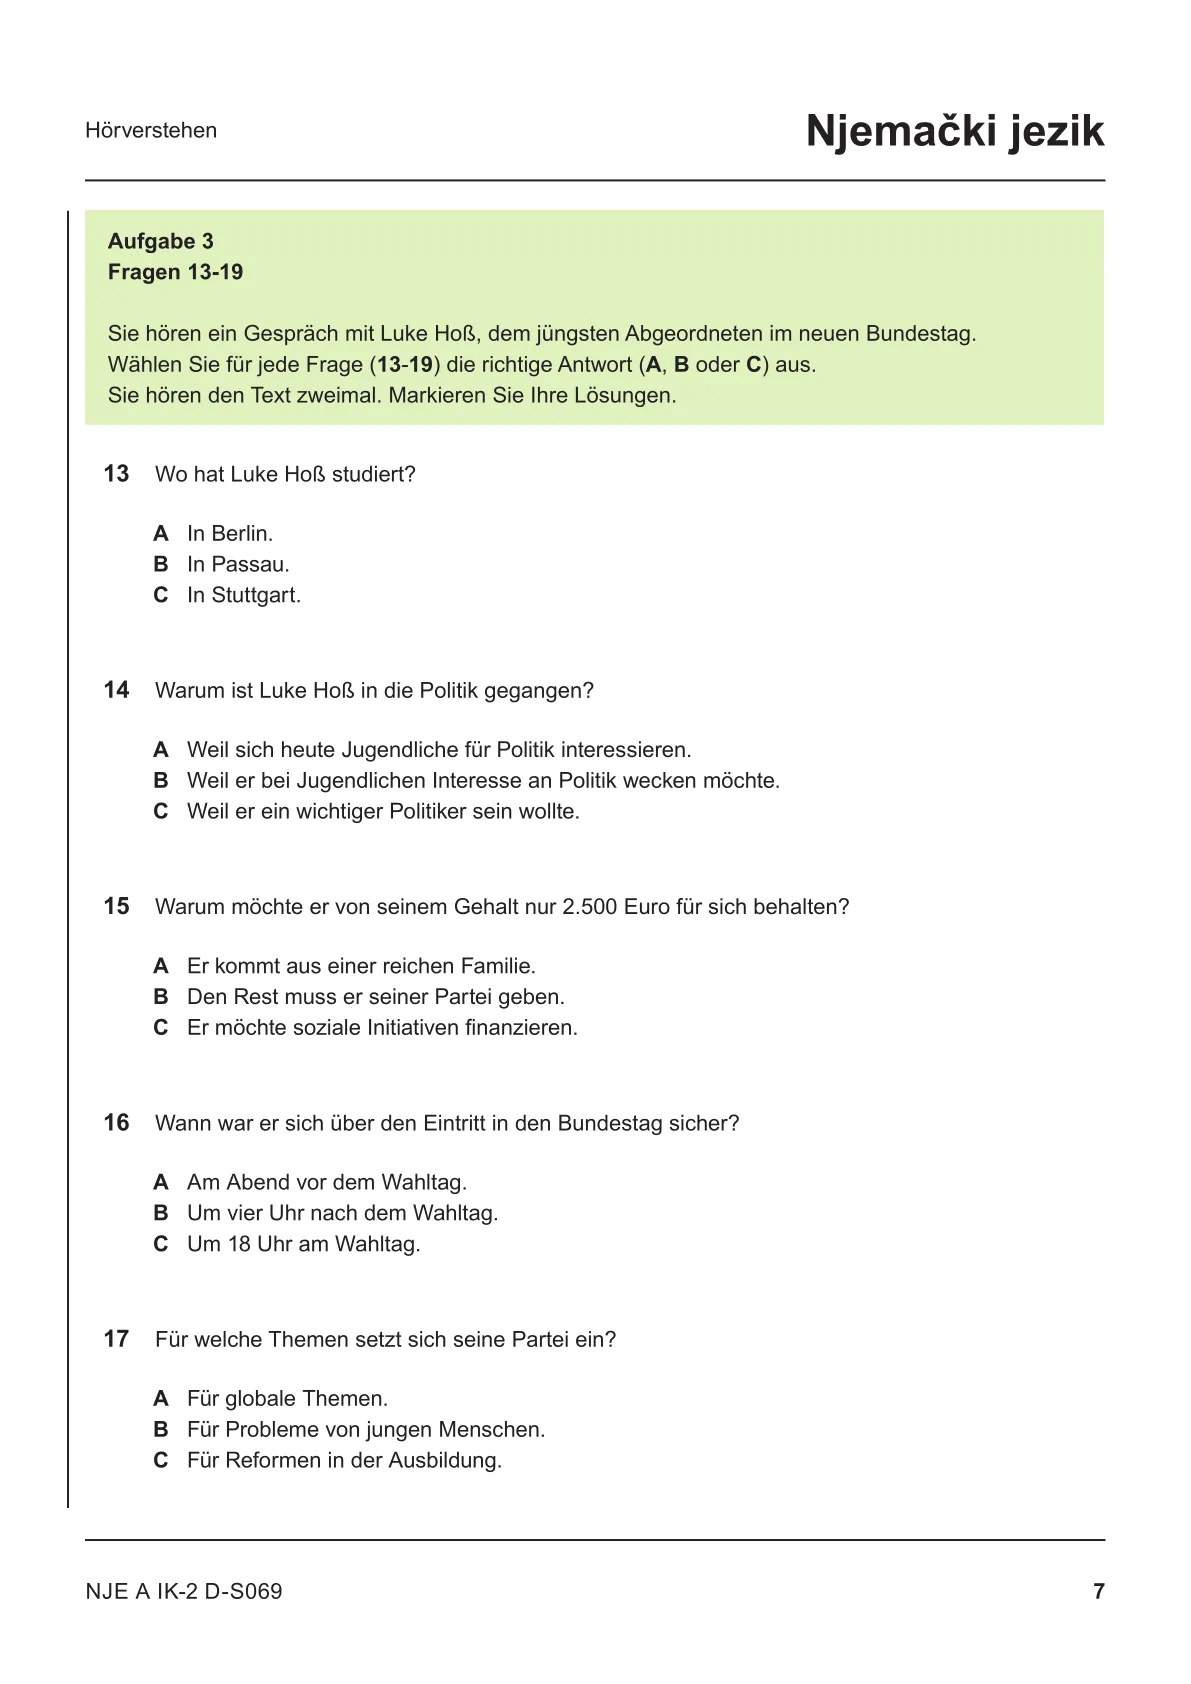 Hörverstehen
Njemački jezik
Aufgabe 3
Fragen 13-19
Sie hören ein Gespräch mit Luke Hoß, dem jüngsten Abgeordneten im neuen Bundestag.
Wählen Sie für jede Frage (13-19) die richtige Antwort (A, B oder C) aus.
Sie hören den Text zweimal. Markieren Sie Ihre Lösungen.
13 Wo hat Luke Hoß studiert?
A In Berlin.
B In Passau.
C In Stuttgart.
14 Warum ist Luke Hoß in die Politik gegangen?
A Weil sich heute Jugendliche für Politik interessieren.
B Weil er bei Jugendlichen Interesse an Politik wecken möchte.
C Weil er ein wichtiger Politiker sein wollte.
15 Warum möchte er von seinem Gehalt nur 2.500 Euro für sich behalten?
A Er kommt aus einer reichen Familie.
B Den Rest muss er seiner Partei geben.
C Er möchte soziale Initiativen finanzieren.
16 Wann war er sich über den Eintritt in den Bundestag sicher?
A Am Abend vor dem Wahltag.
B Um vier Uhr nach dem Wahltag.
C Um 18 Uhr am Wahltag.
17 Für welche Themen setzt sich seine Partei ein?
A Für globale Themen.
B Für Probleme von jungen Menschen.
C Für Reformen in der Ausbildung.
NJE A IK-2 D-S069
7